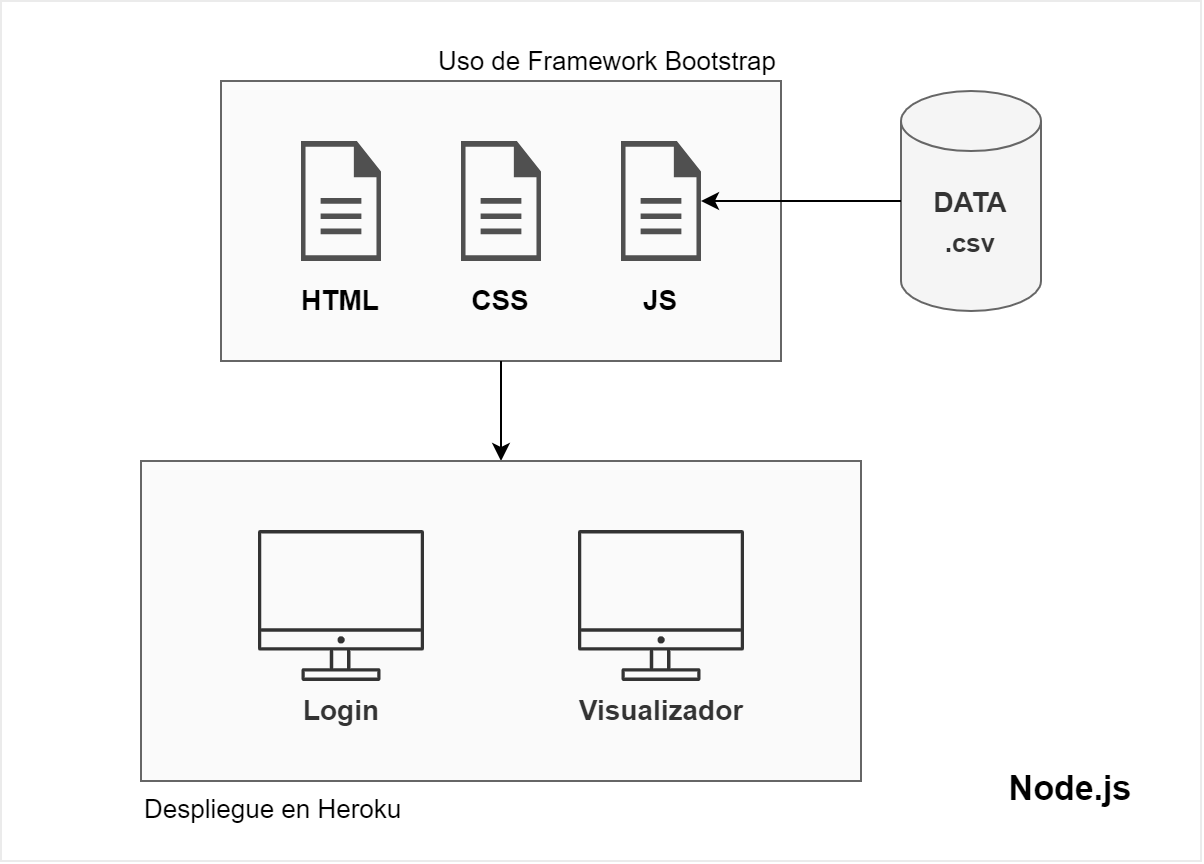 Uso de Framework Bootstrap
HTML
CSS
JS
DATA
.csv
Login
Visualizador
Despliegue en Heroku
Node.js